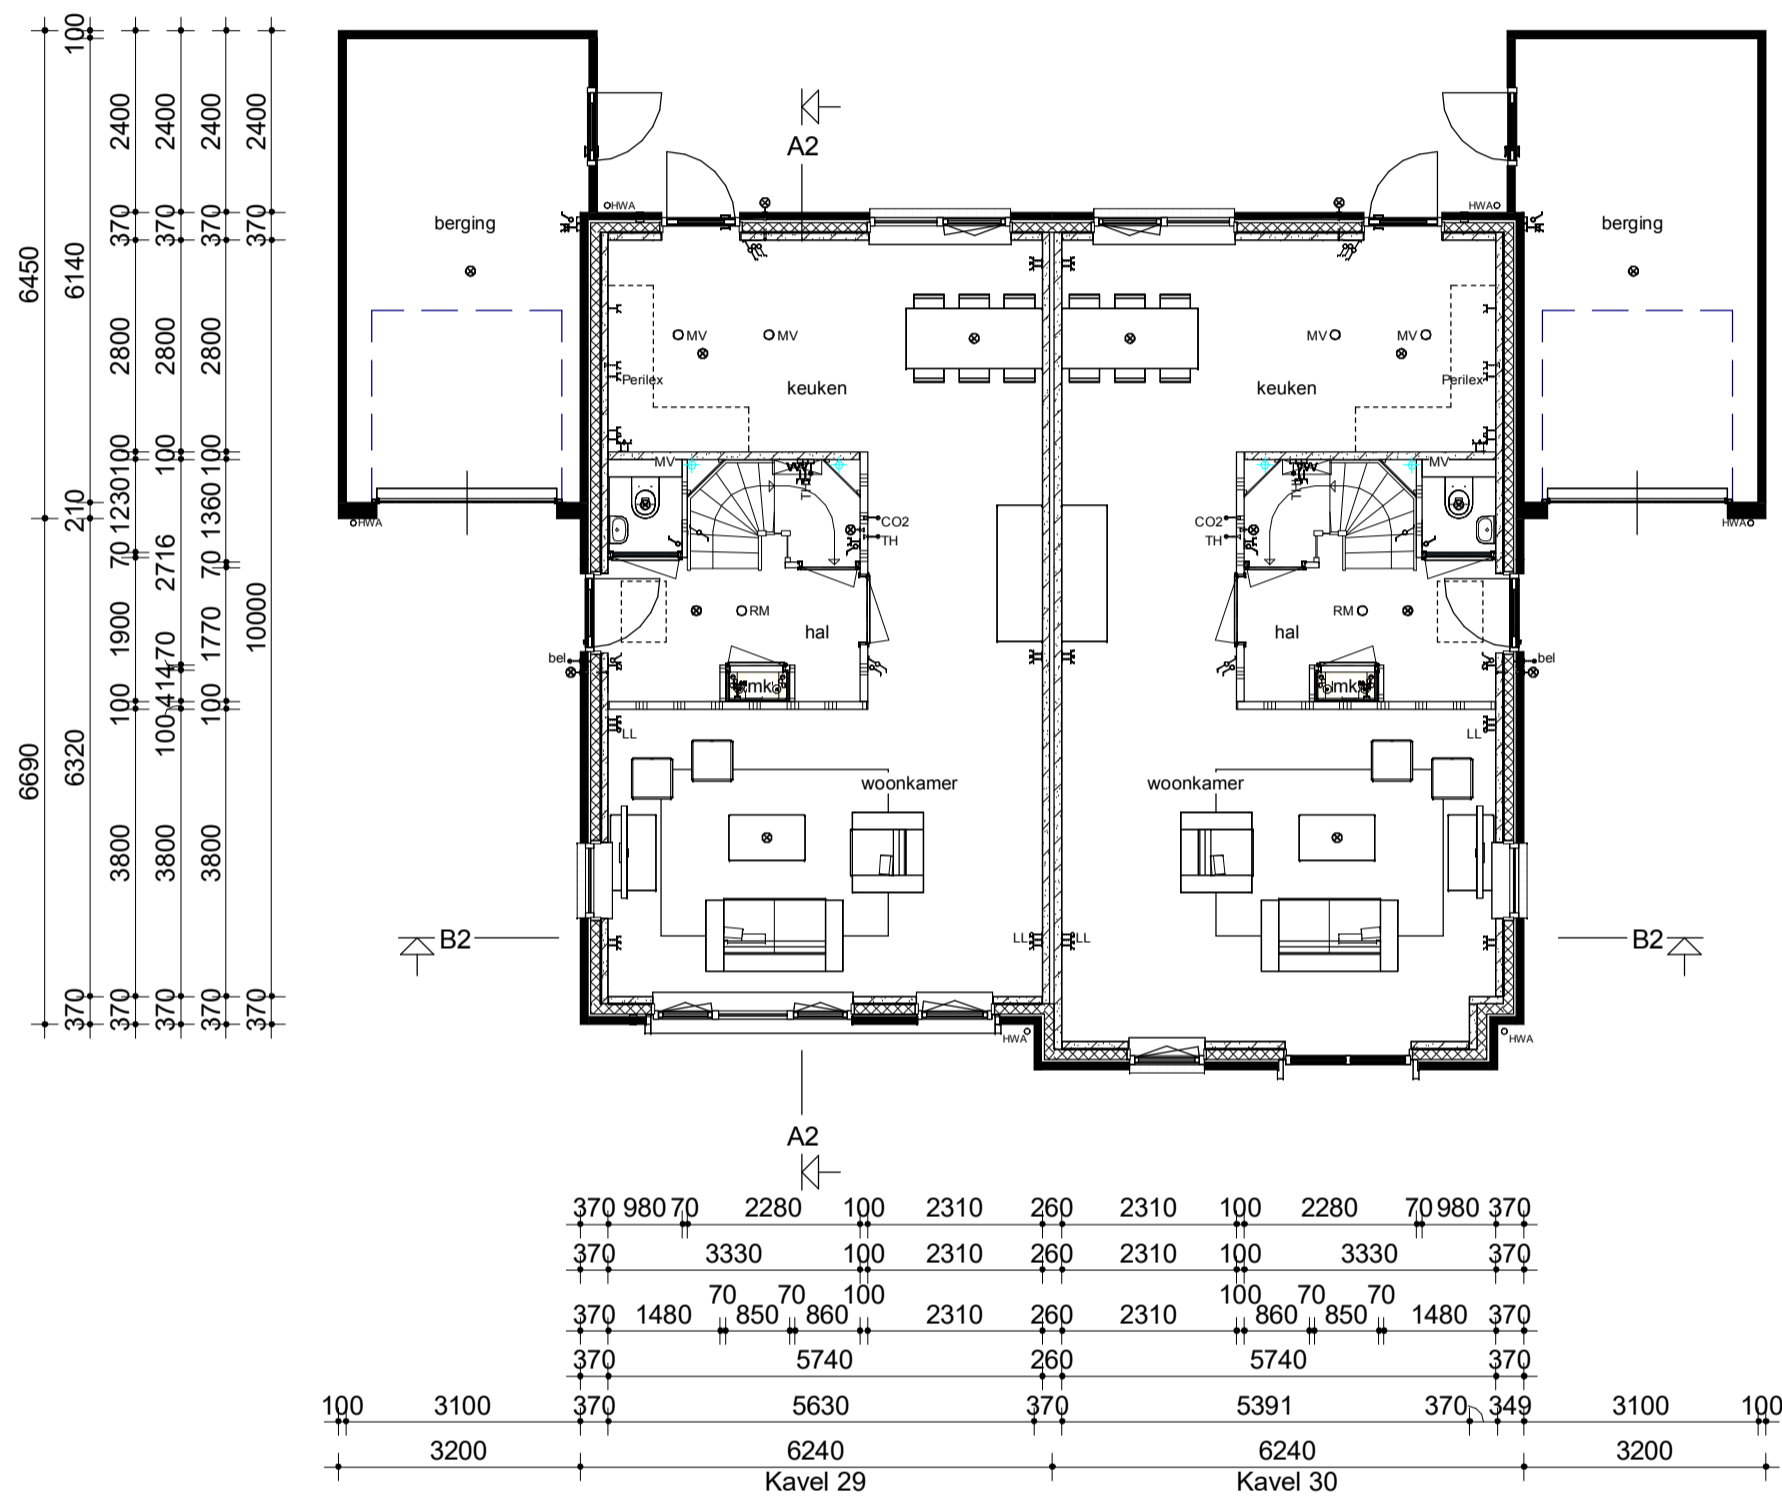 A2
berging
HWA
HWA
berging
MV
MV
MV
MV
Perilex
keuken
keuken
Perilex
MV
MV
HWA
CO2
TH
CO2
TH
HWA
RM
hal
RM
hal
bel
bel
mk
mk
LL
LL
woonkamer
woonkamer
B2
LL
LL
B2
HWA
HWA
A2
6450
6690
100
6140
210
6320
370
2400
370
2800
100
1230
70
1900
100
3800
370
2400
370
2800
100
2716
70
414
100
3800
370
2400
370
2800
100
1360
70
1770
100
3800
370
2400
370
10000
370
370 980 70 2280 100 2310 260 2310 100 2280 70 980 370
370 3330 100 2310 260 2310 100 3330 370
70 70 100 100 70 70
370 1480 850 860 2310 260 2310 860 850 1480 370
370 5740 260 5740 370
100 3100 370 5630 370 5391 370 349 3100 100
3200 6240 6240 3200
Kavel 29 Kavel 30